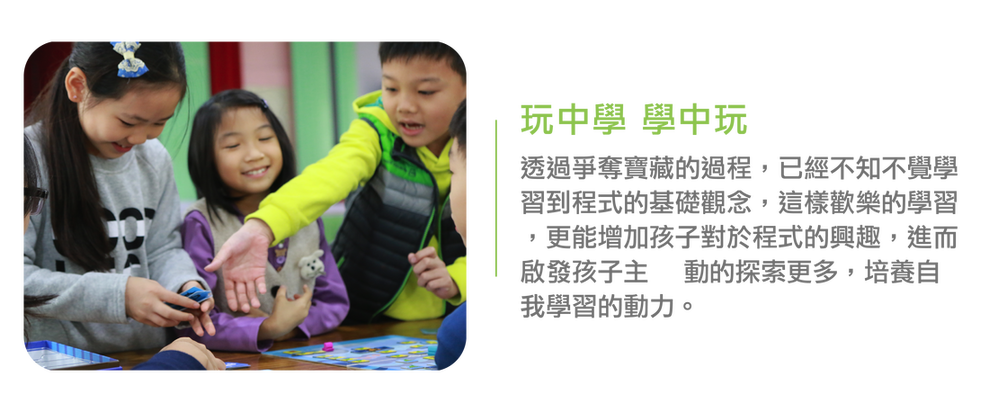 玩中學 學中玩
透過爭奪寶藏的過程，已經不知不覺學
習到程式的基礎觀念，這樣歡樂的學習
，更能增加孩子對於程式的興趣，進而
啟發孩子主 動的探索更多，培養自
我學習的動力。